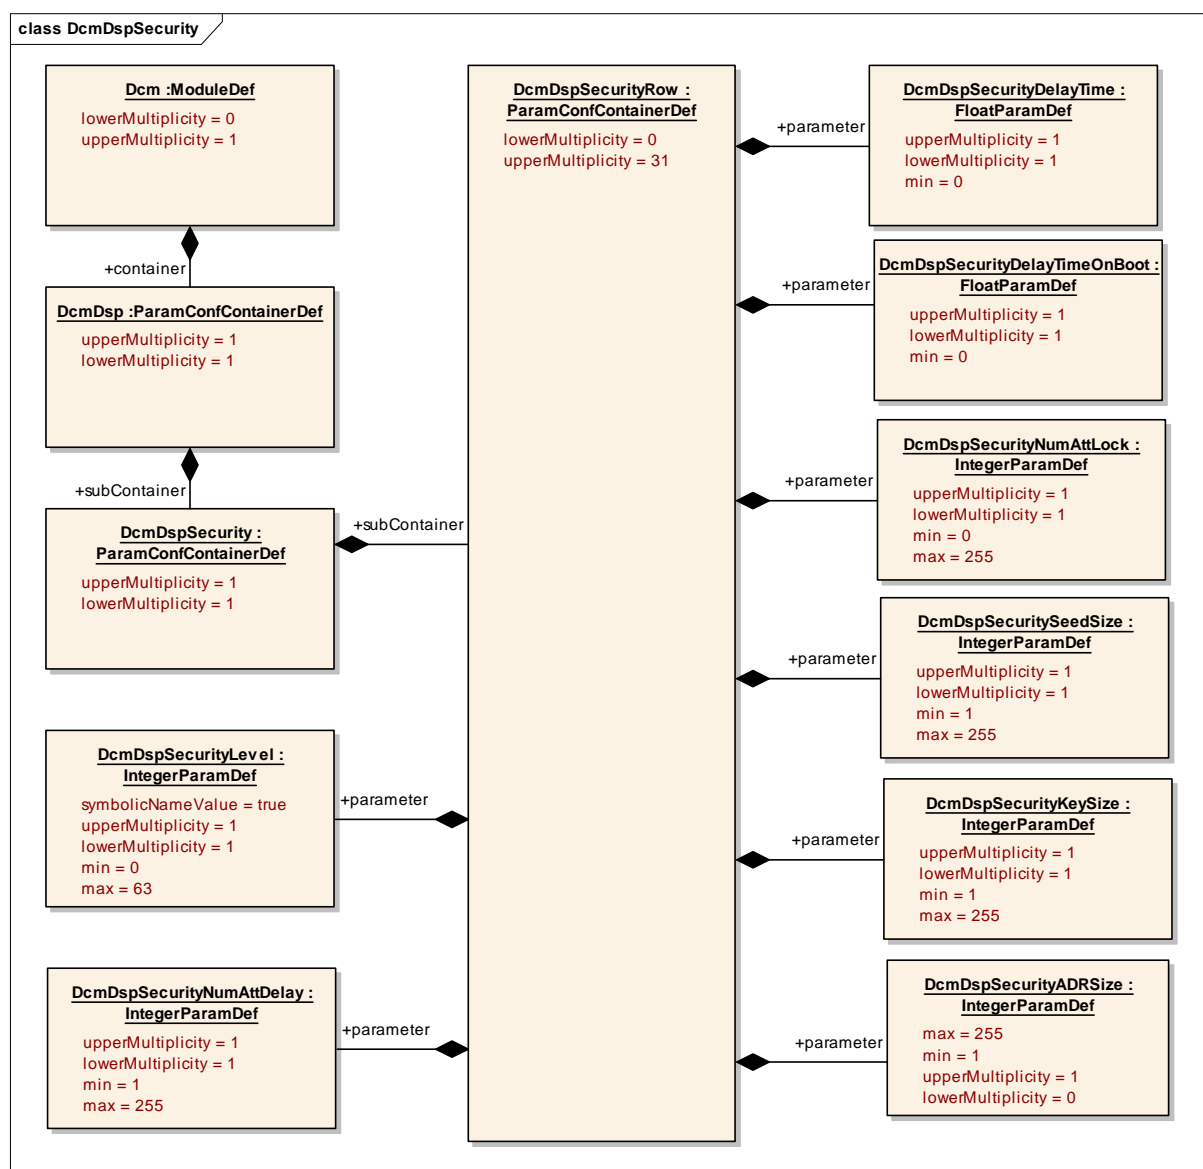 class DcmDspSecurity
Dcm :ModuleDef
lowerMultiplicity = 0
upperMultiplicity = 1
+container
DcmDsp :ParamConfContainerDef
upperMultiplicity = 1
lowerMultiplicity = 1
+subContainer
DcmDspSecurity :
ParamConfContainerDef
upperMultiplicity = 1
lowerMultiplicity = 1
+subContainer
DcmDspSecurityLevel :
IntegerParamDef
symbolicNameValue = true
upperMultiplicity = 1
lowerMultiplicity = 1
min = 0
max = 63
+parameter
DcmDspSecurityNumAttDelay :
IntegerParamDef
upperMultiplicity = 1
lowerMultiplicity = 1
min = 1
max = 255
+parameter
DcmDspSecurityRow :
ParamConfContainerDef
lowerMultiplicity = 0
upperMultiplicity = 31
+parameter
DcmDspSecurityDelayTime :
FloatParamDef
upperMultiplicity = 1
lowerMultiplicity = 1
min = 0
+parameter
DcmDspSecurityDelayTimeOnBoot :
FloatParamDef
upperMultiplicity = 1
lowerMultiplicity = 1
min = 0
+parameter
DcmDspSecurityNumAttLock :
IntegerParamDef
upperMultiplicity = 1
lowerMultiplicity = 1
min = 0
max = 255
+parameter
DcmDspSecuritySeedSize :
IntegerParamDef
upperMultiplicity = 1
lowerMultiplicity = 1
min = 1
max = 255
+parameter
DcmDspSecurityKeySize :
IntegerParamDef
upperMultiplicity = 1
lowerMultiplicity = 1
min = 1
max = 255
+parameter
DcmDspSecurityADRSize :
IntegerParamDef
max = 255
min = 1
upperMultiplicity = 1
lowerMultiplicity = 0